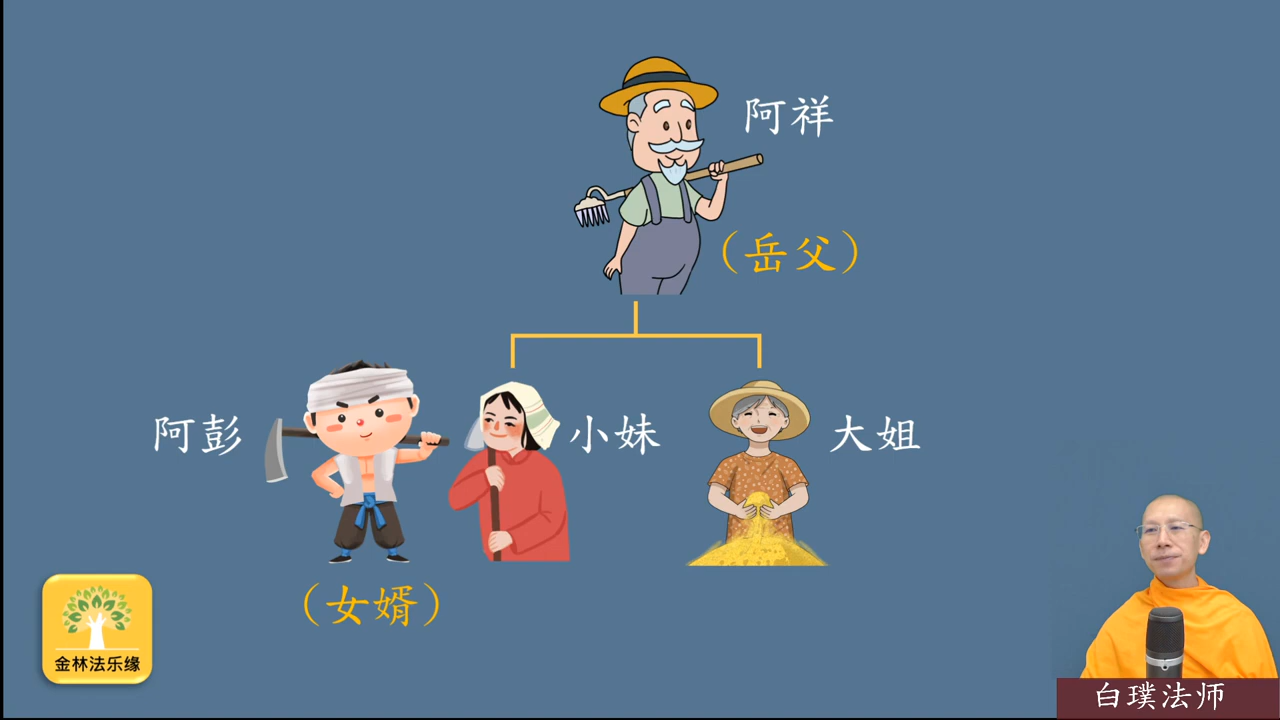 阿祥
（岳父）
阿彭
小妹
大姐
（女婿）
金林法乐缘
白璞法师